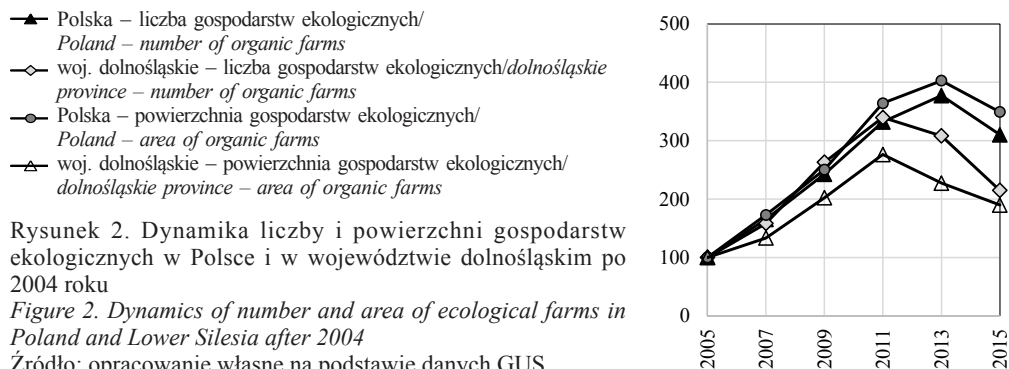 Polska – liczba gospodarstw ekologicznych/
Poland – number of organic farms
woj. dolnośląskie – liczba gospodarstw ekologicznych/dolnośląskie
province – number of organic farms
Polska – powierzchnia gospodarstw ekologicznych/
Poland – area of organic farms
woj. dolnośląskie – powierzchnia gospodarstw ekologicznych/
dolnośląskie province – area of organic farms
Rysunek 2. Dynamika liczby i powierzchni gospodarstw
ekologicznych w Polsce i w województwie dolnośląskim po
2004 roku
Figure 2. Dynamics of number and area of ecological farms in
Poland and Lower Silesia after 2004
Źródło: opracowanie własne na podstawie danych GUS
500
400
300
200
100
0
2005
2007
2009
2011
2013
2015